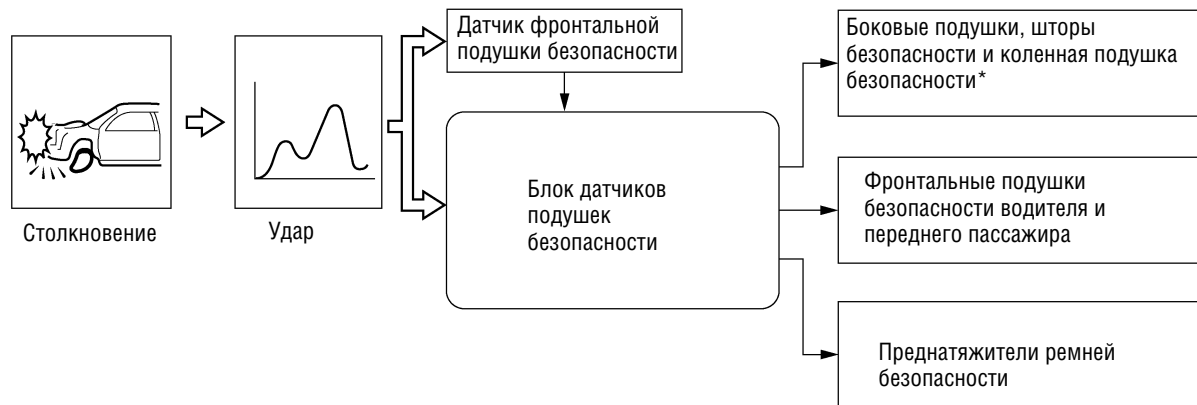 Датчик фронтальной
подушки безопасности
Боковые подушки, шторы
безопасности и коленная подушка
безопасности*
Столкновение
Удар
Блок датчиков
подушек
безопасности
Фронтальные подушки
безопасности водителя и
переднего пассажира
Преднатяжители ремней
безопасности